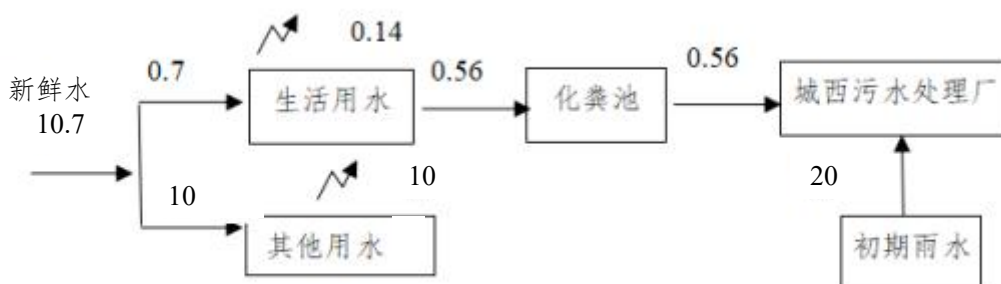 0.14
0.7
0.56
0.56
新鲜水
10.7
生活用水
化粪池
城西污水处理厂
10
10
20
其他用水
初期雨水